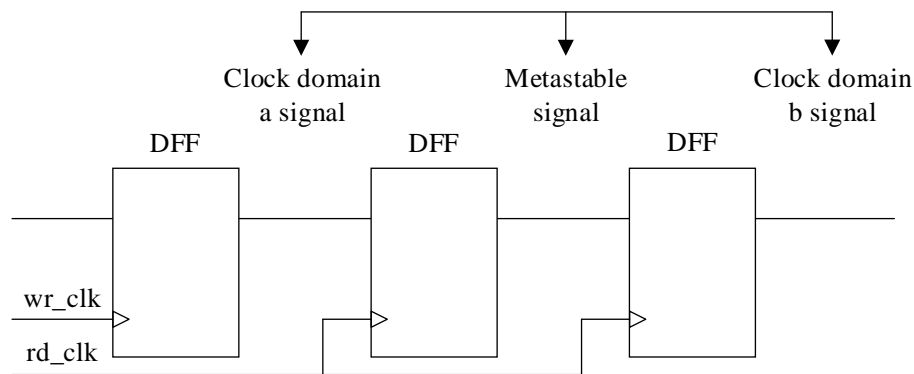 Clock domain
a signal
Metastable
signal
Clock domain
b signal
DFF
DFF
DFF
wr_clk
rd_clk